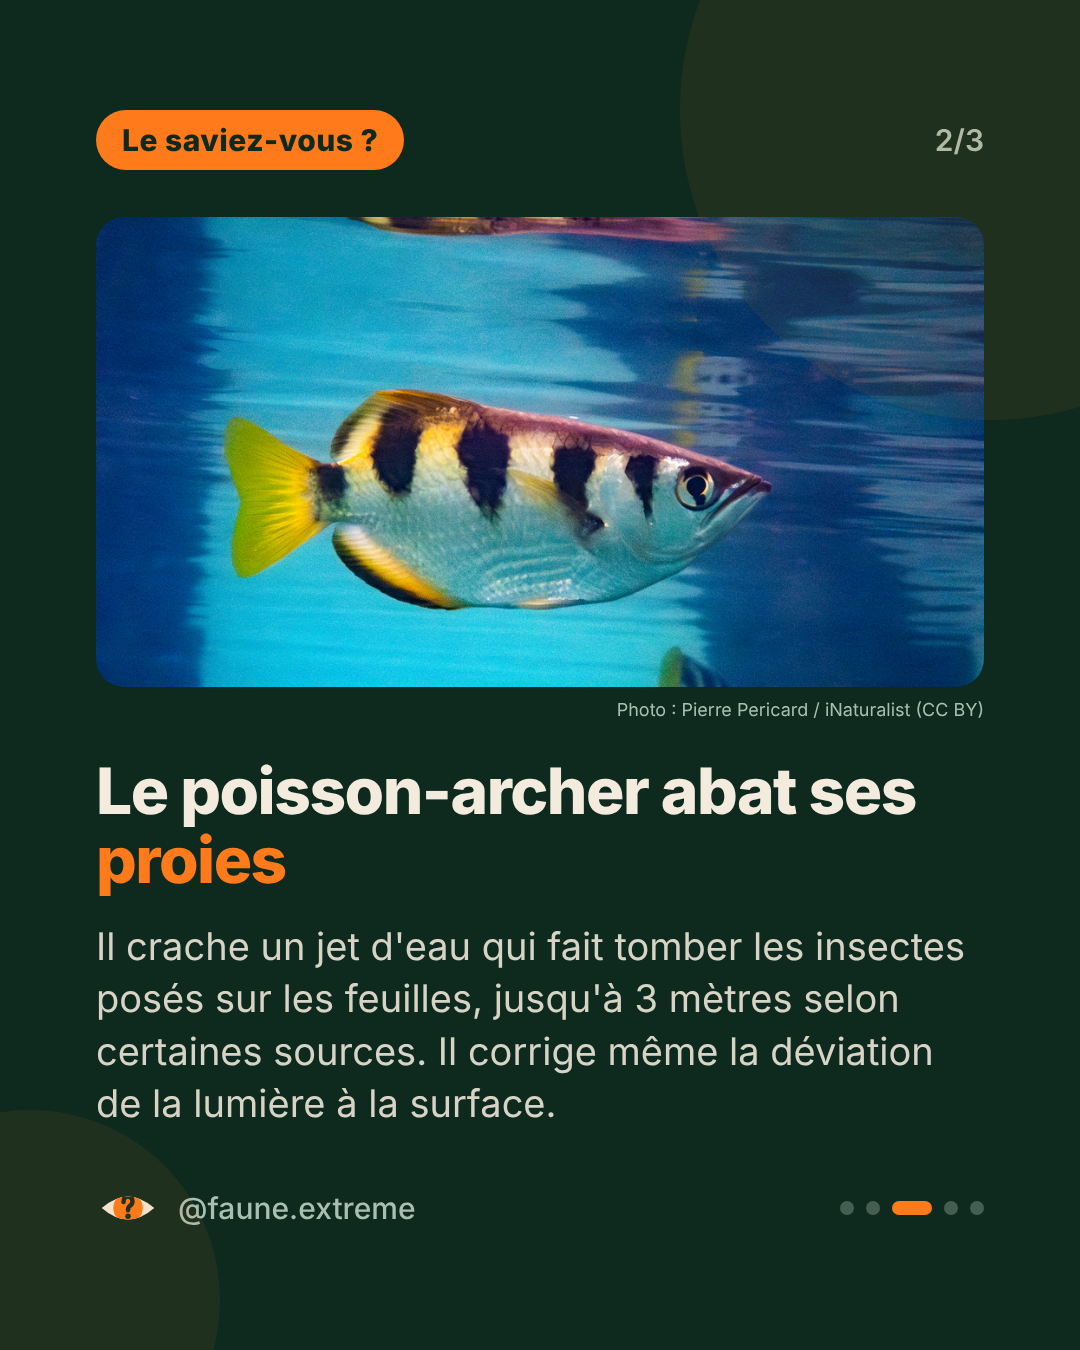 Le saviez-vous ?
2/3
Photo : Pierre Pericard / iNaturalist (CC BY)
Le poisson-archer abat ses
proies
Il crache un jet d'eau qui fait tomber les insectes
posés sur les feuilles, jusqu'à 3 mètres selon
certaines sources. Il corrige même la déviation
de la lumière à la surface.
?
@faune.extreme